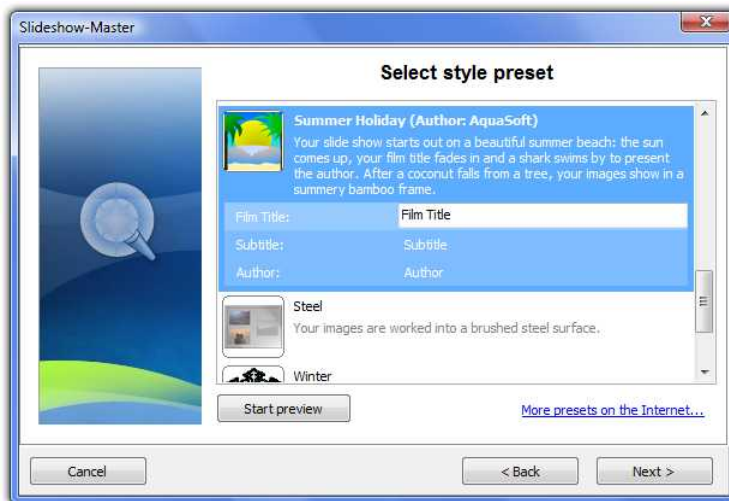 Slideshow-Master
Select style preset
Summer Holiday (Author: AquaSoft)
Your slide show starts out on a beautiful summer beach: the sun
comes up, your film title fades in and a shark swims by to present
the author. After a coconut falls from a tree, your images show in a
summery bamboo frame.
Film Title: Film Title
Subtitle: Subtitle
Author: Author
Steel
Your images are worked into a brushed steel surface.
Winter
Start preview More presets on the Internet...
Cancel < Back Next >